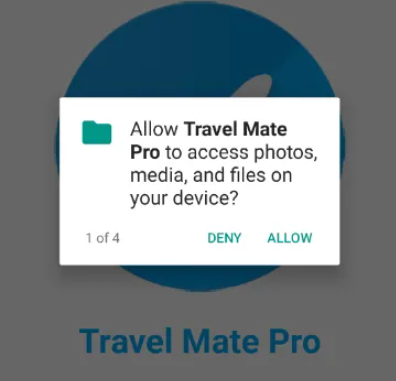 Allow Travel Mate
Pro to access photos,
media, and files on
your device?
1 of 4 DENY ALLOW
Travel Mate Pro